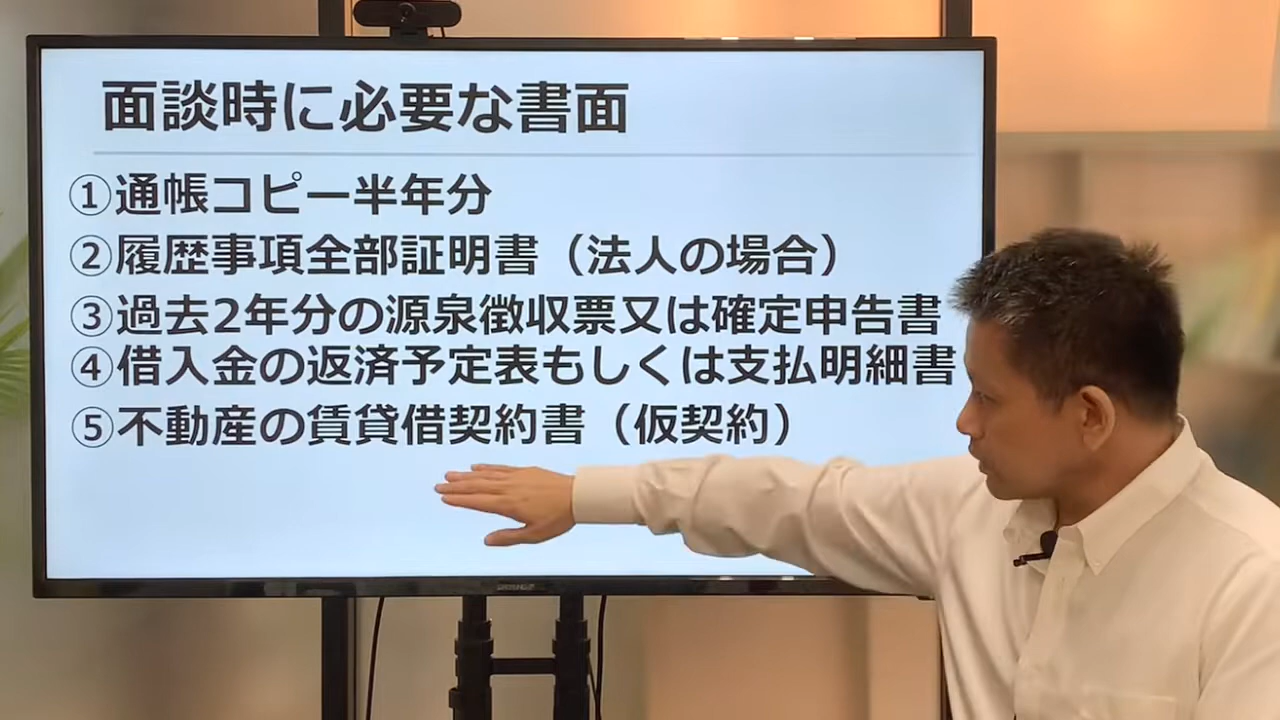 面談時に必要な書面
①通帳コピー半年分
②履歴事項全部証明書（法人の場合）
③過去2年分の源泉徴収票又は確定申告書
④借入金の返済予定表もしくは支払明細書
⑤不動産の賃貸借契約書（仮契約）